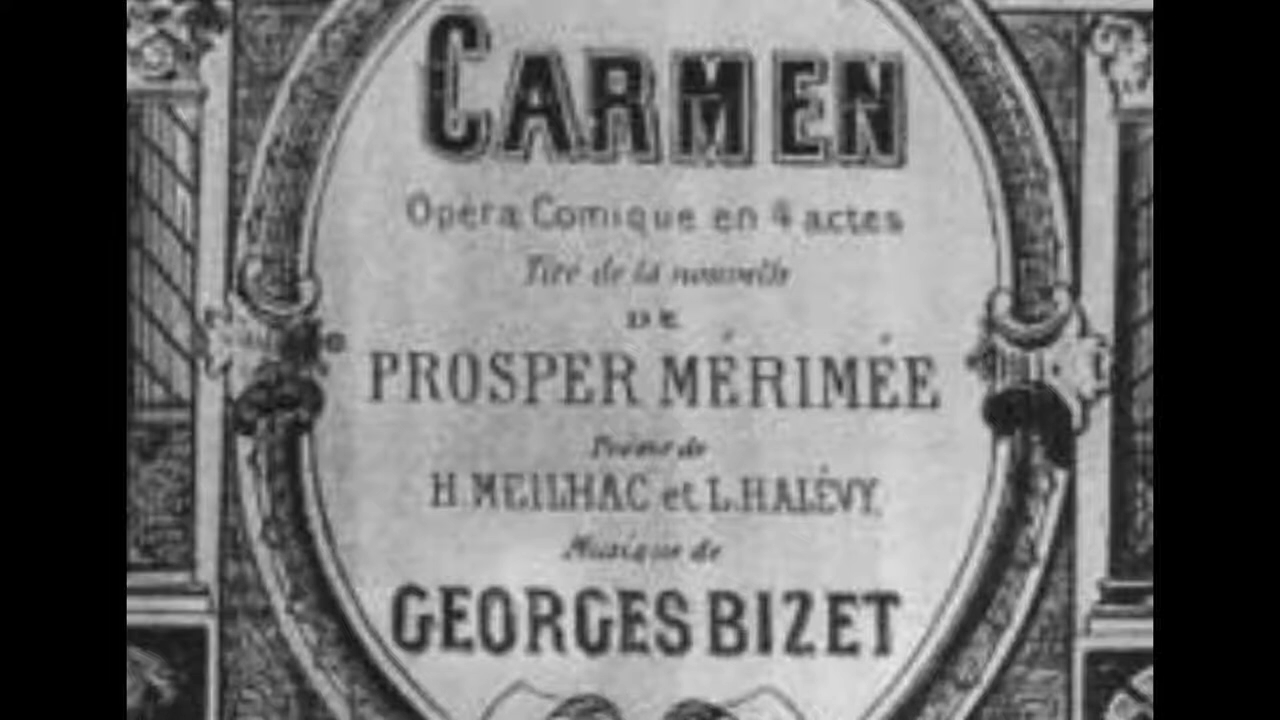 CARMEN
Opéra Comique en 4 actes
Tiré de la nouvelle
DE
PROSPER MÉRIMÉE
Poème de
H. MEILHAC et L. HALÉVY.
Musique de
GEORGES BIZET